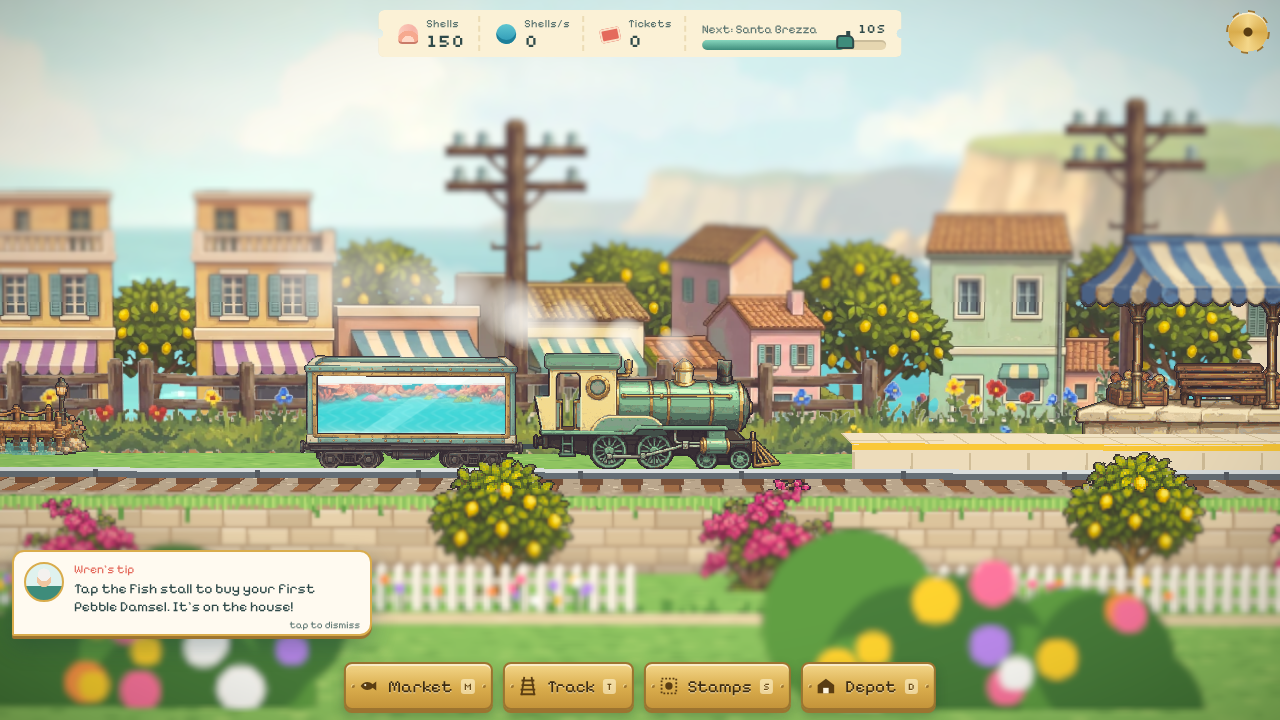 Shells
150
Shells/s
0
Tickets
0
Next: Santa Brezza
10s
Wren's tip
Tap the Fish stall to buy your first
Pebble Damsel. It's on the house!
tap to dismiss
Market M
Track T
Stamps S
Depot D